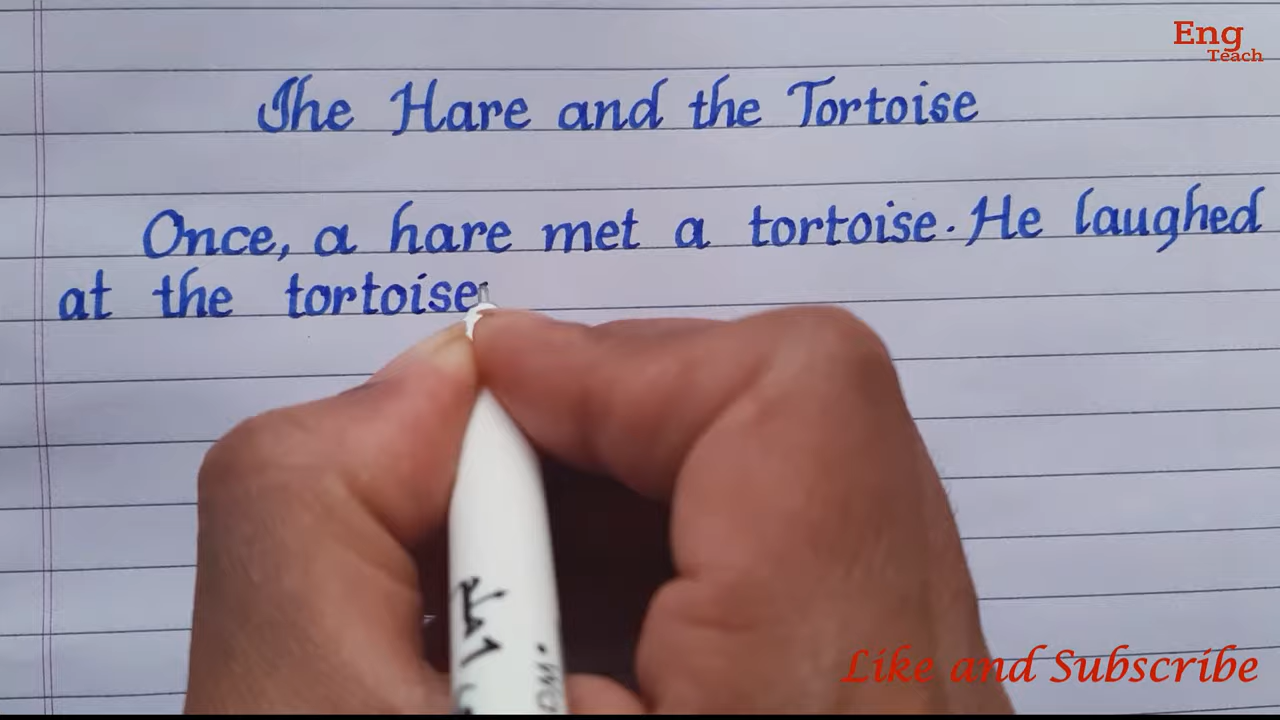 Eng
Teach
The Hare and the Tortoise
Once, a hare met a tortoise. He laughed
at the tortoise
Like and Subscribe